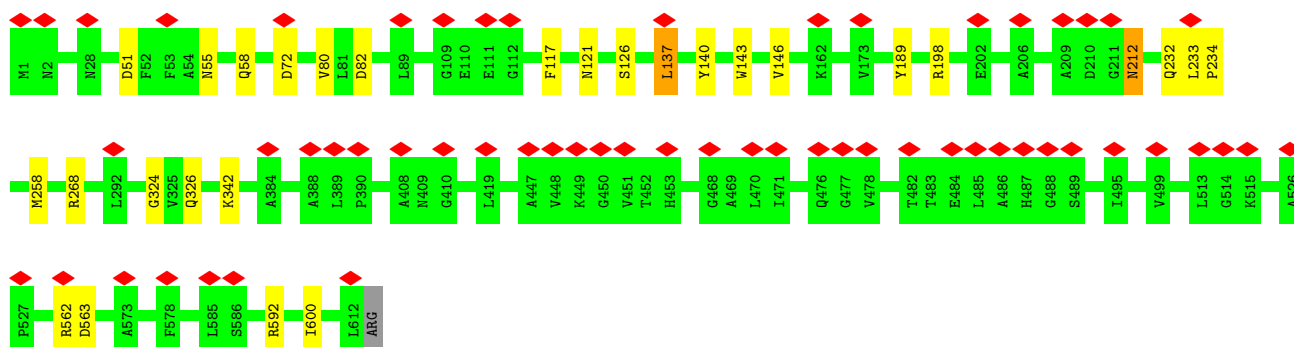 M1 N2 N28 D51 F52 F53 A54 N55 Q58 D72 V80 L81 D82 L89 G109 E110 E111 G112 F117 N121 S126 L137 Y140 W143 V146 K162 V173 Y189 R198 E202 A206 A209 D210 G211 N212 Q232 L233 P234
M258 R268 L292 G324 V325 Q326 K342 A384 A388 L389 P390 A408 N409 G410 L419 A447 V448 K449 G450 V451 T452 H453 G468 A469 L470 I471 Q476 G477 V478 T482 T483 E484 L485 A486 H487 G488 S489 I495 V499 L513 G514 K515 A526
P527 R562 D563 A573 F578 L585 S586 R592 I600 L612 ARG